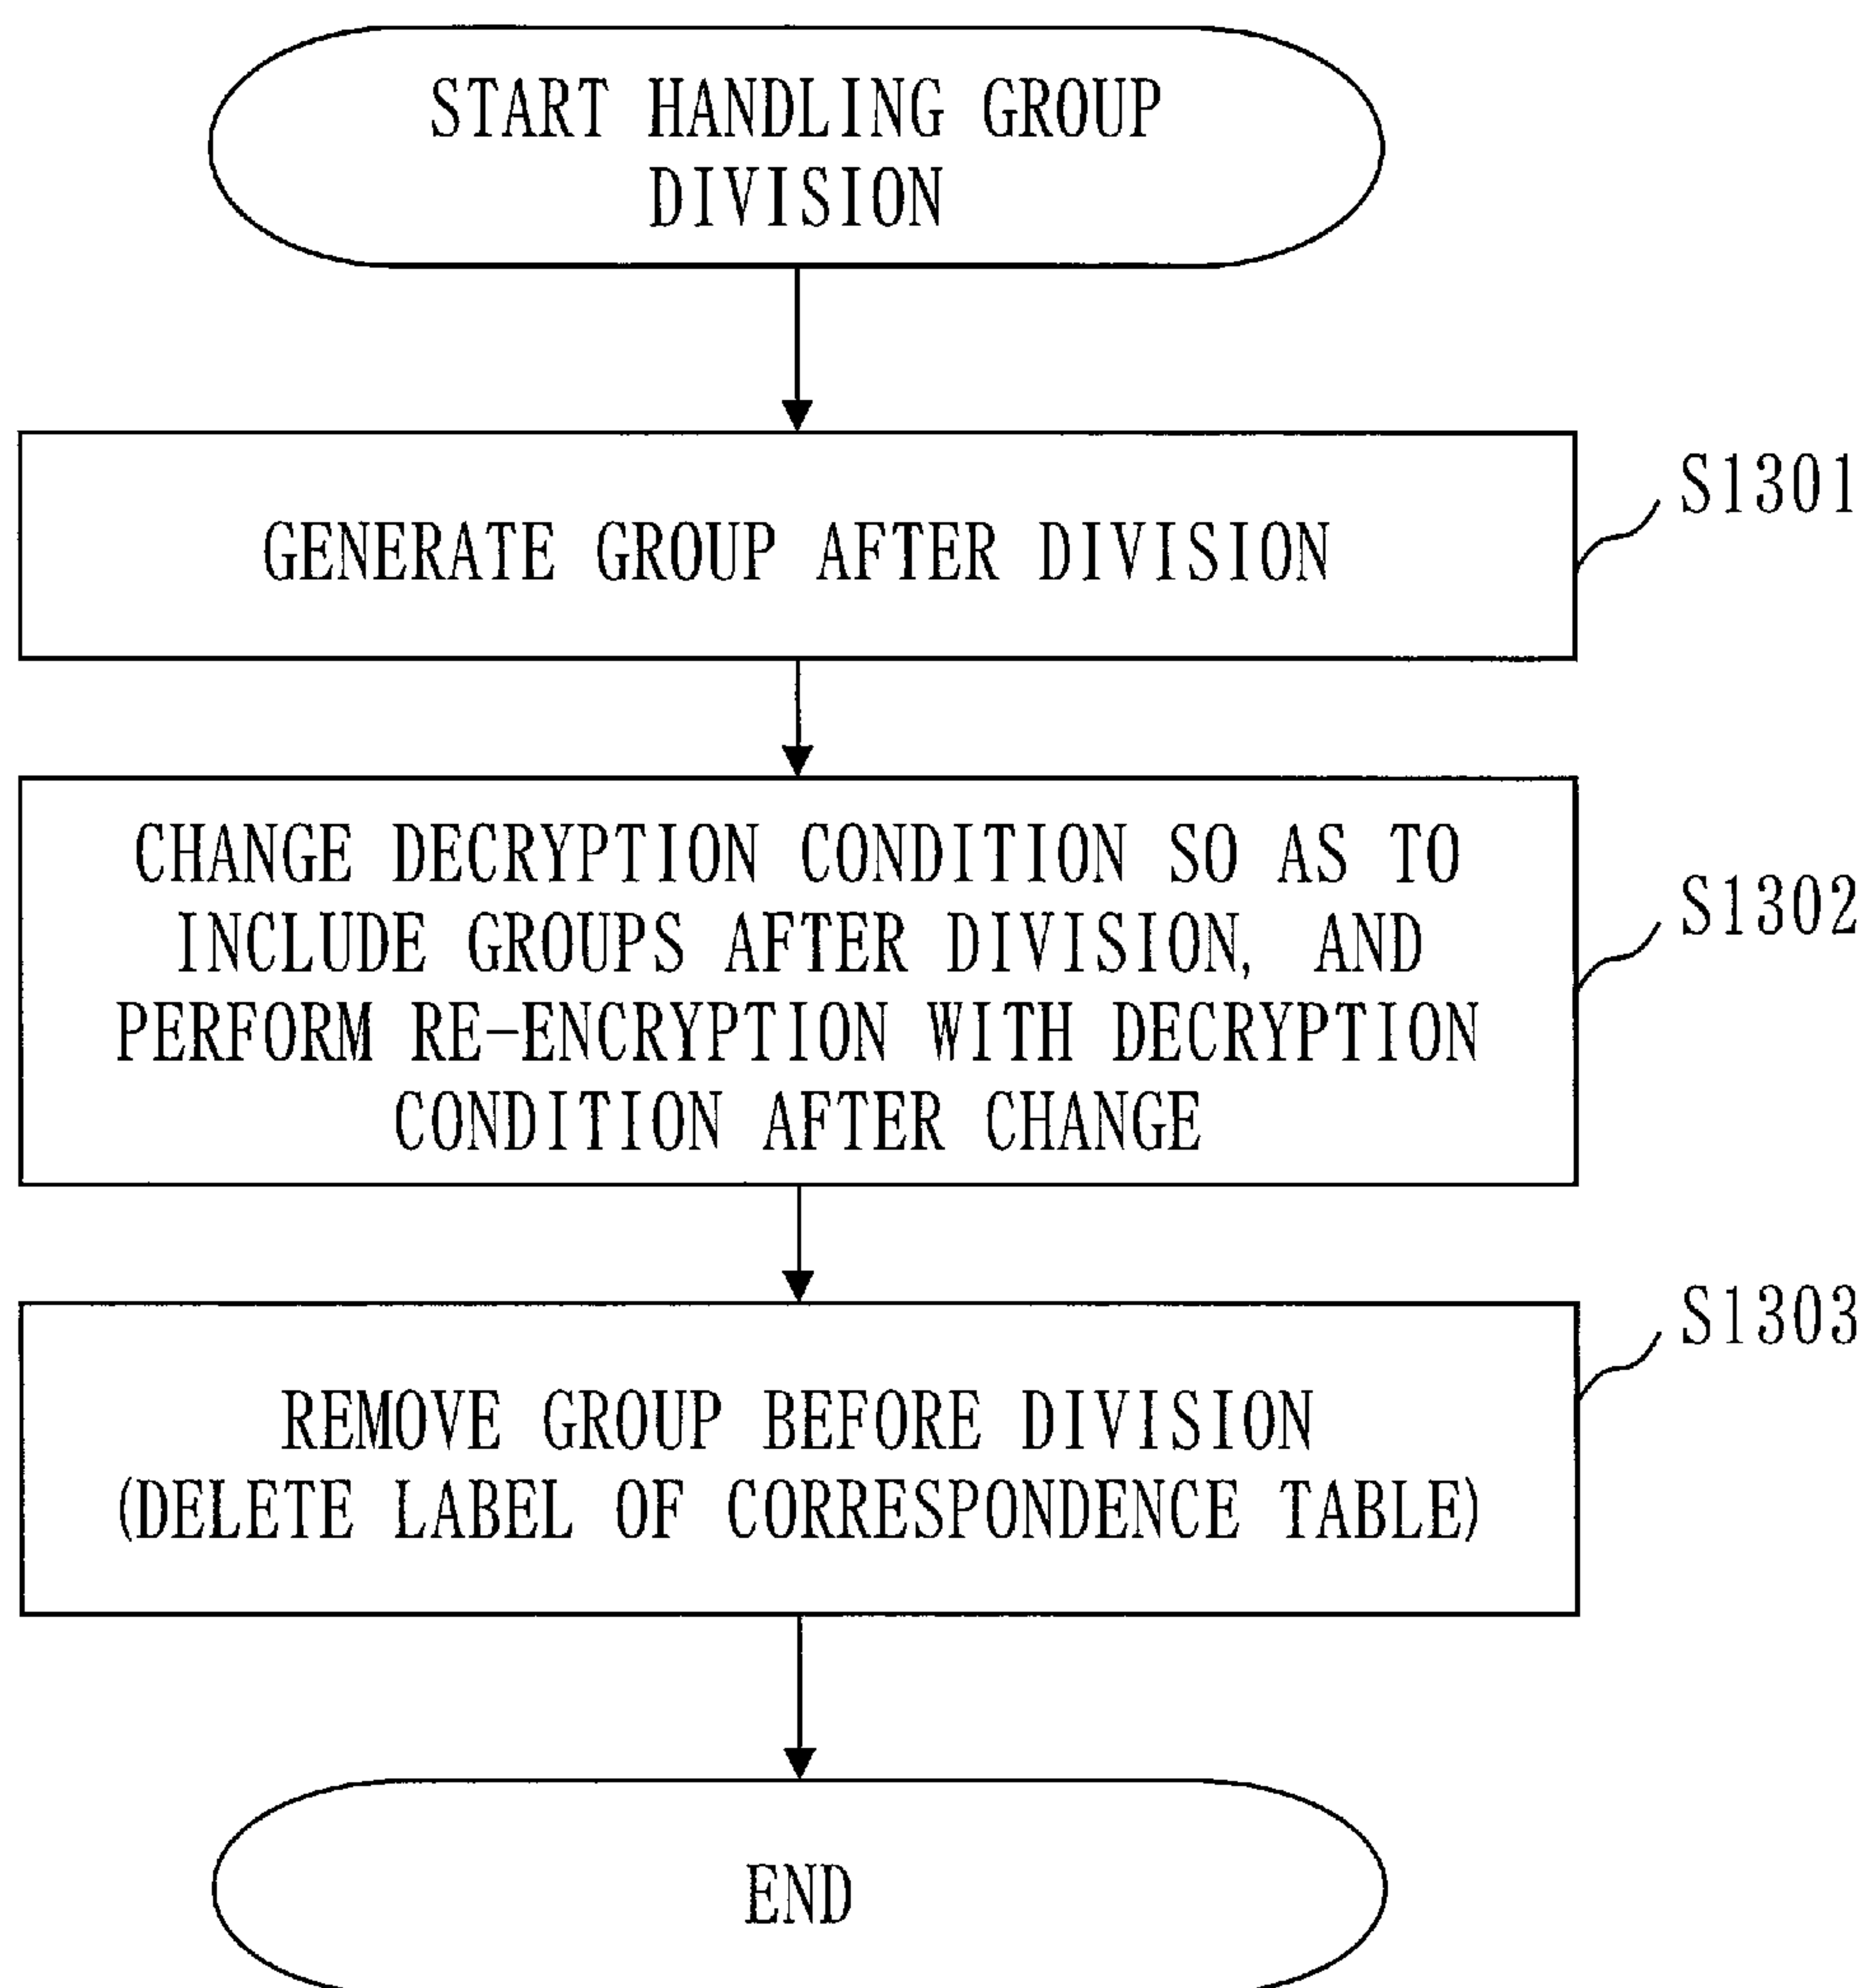 START HANDLING GROUP
DIVISION
S1301
GENERATE GROUP AFTER DIVISION
S1302
CHANGE DECRYPTION CONDITION SO AS TO
INCLUDE GROUPS AFTER DIVISION, AND
PERFORM RE-ENCRYPTION WITH DECRYPTION
CONDITION AFTER CHANGE
S1303
REMOVE GROUP BEFORE DIVISION
(DELETE LABEL OF CORRESPONDENCE TABLE)
END